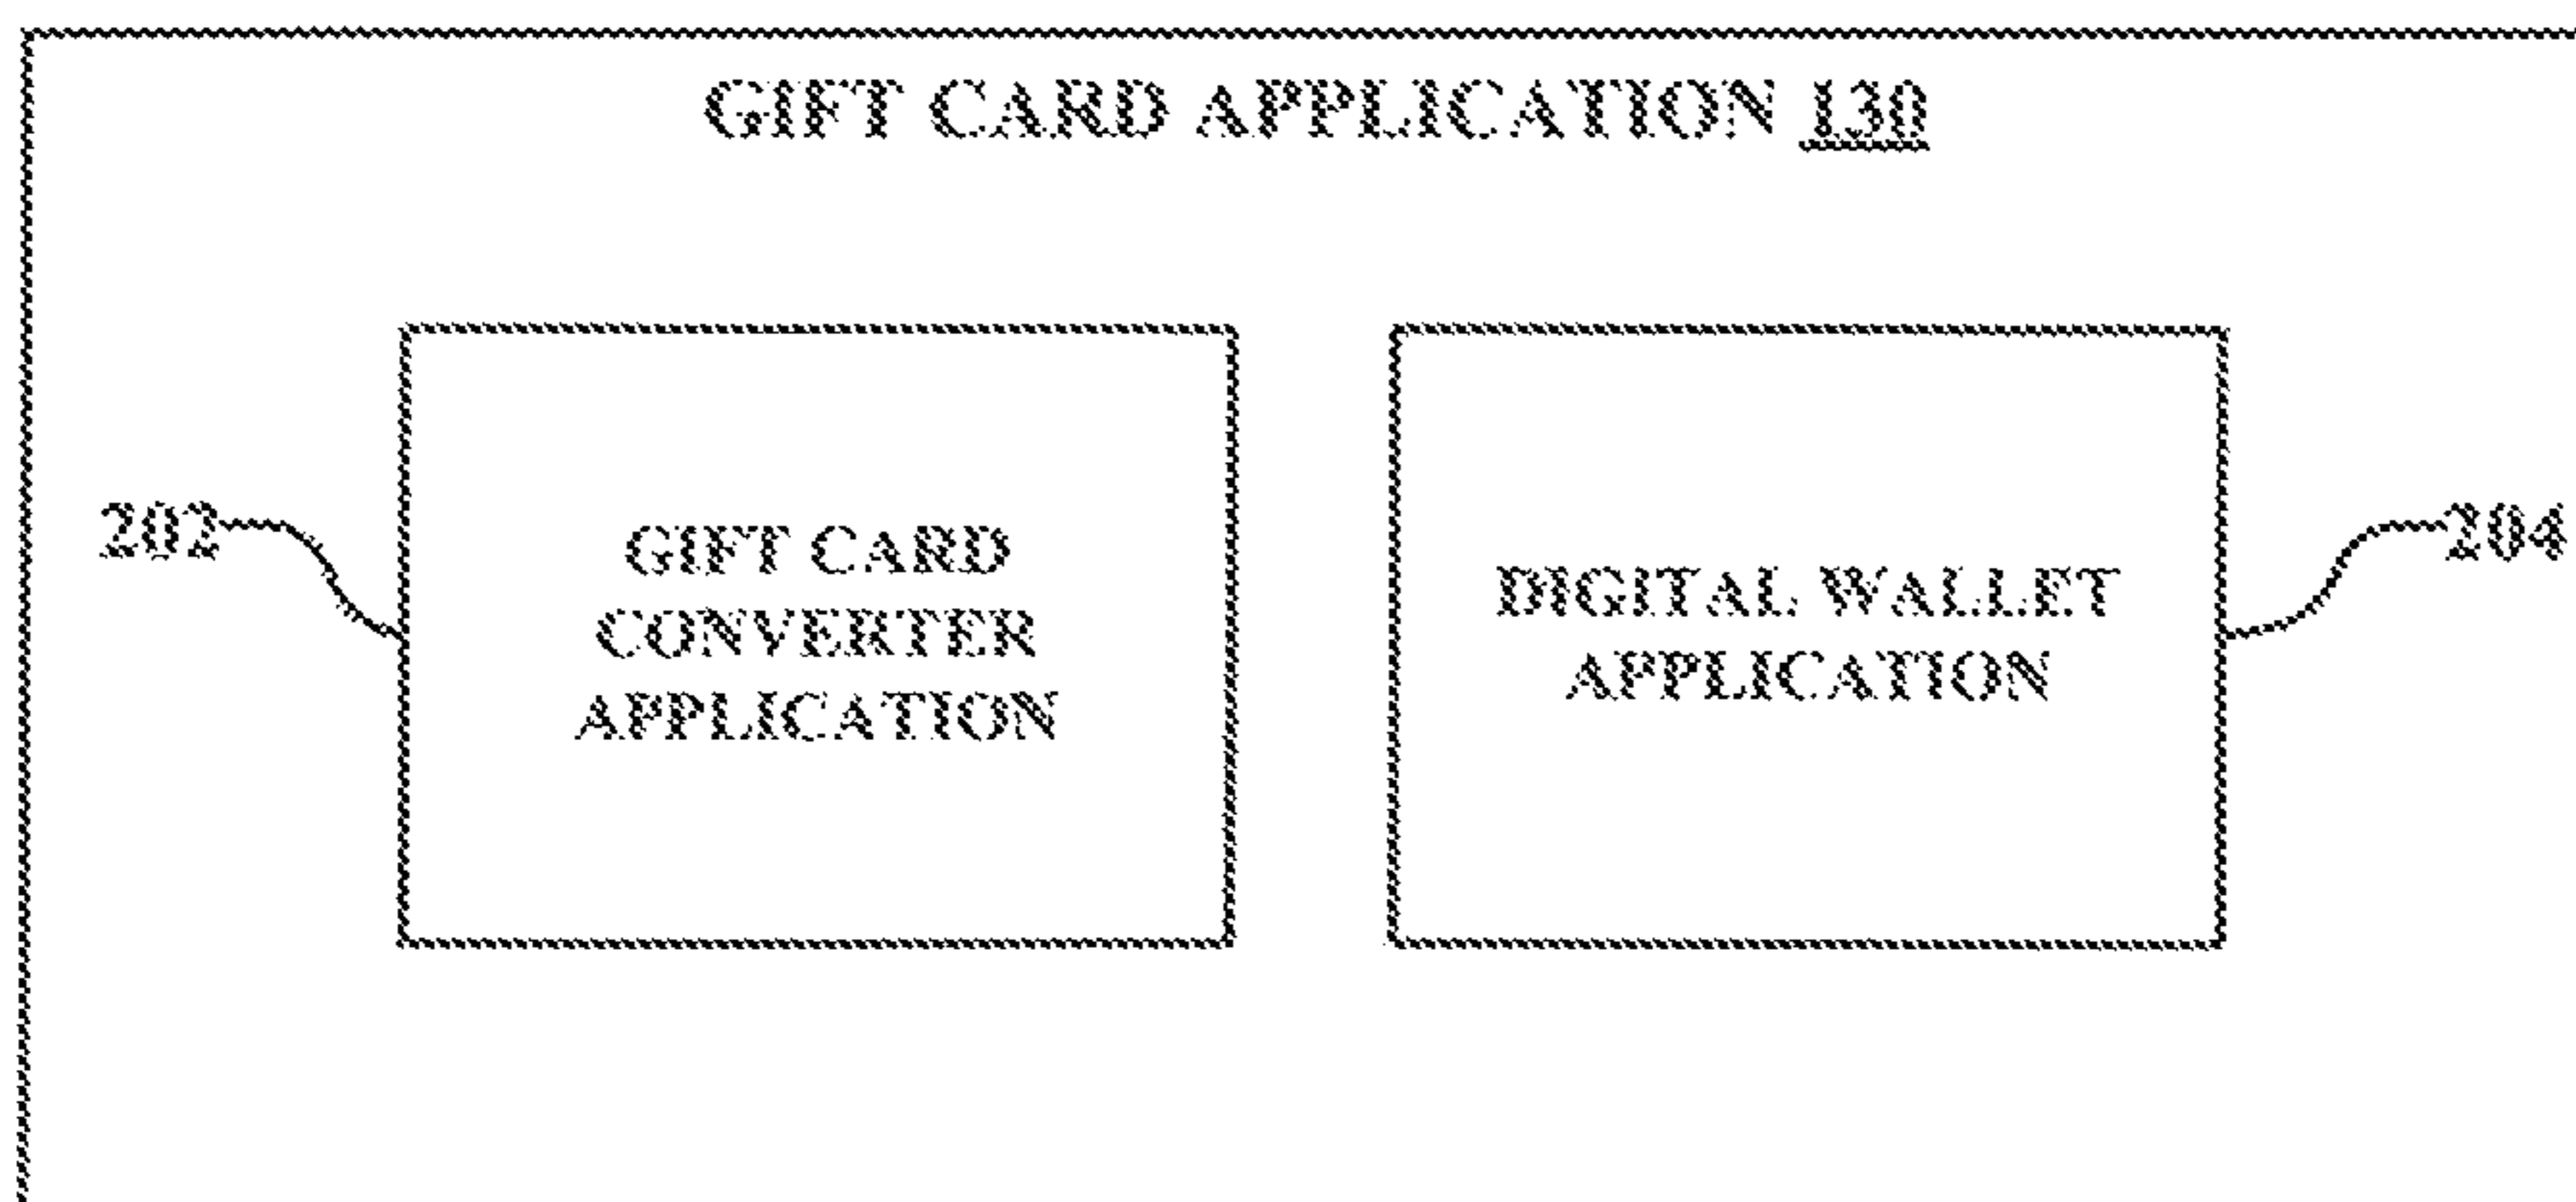 GIFT CARD APPLICATION 130
202
GIFT CARD
CONVERTER
APPLICATION
DIGITAL WALLET
APPLICATION
204